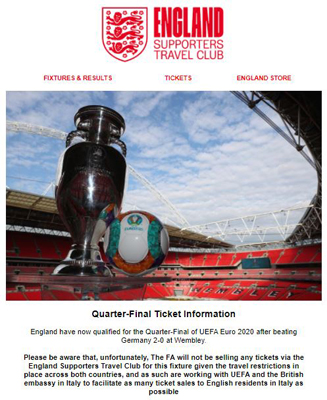 ENGLAND
SUPPORTERS
TRAVEL CLUB
FIXTURES & RESULTS TICKETS ENGLAND STORE
Quarter-Final Ticket Information
England have now qualified for the Quarter-Final of UEFA Euro 2020 after beating
Germany 2-0 at Wembley.
Please be aware that, unfortunately, The FA will not be selling any tickets via the
England Supporters Travel Club for this fixture given the travel restrictions in
place across both countries, and as such are working with UEFA and the British
embassy in Italy to facilitate as many ticket sales to English residents in Italy as
possible